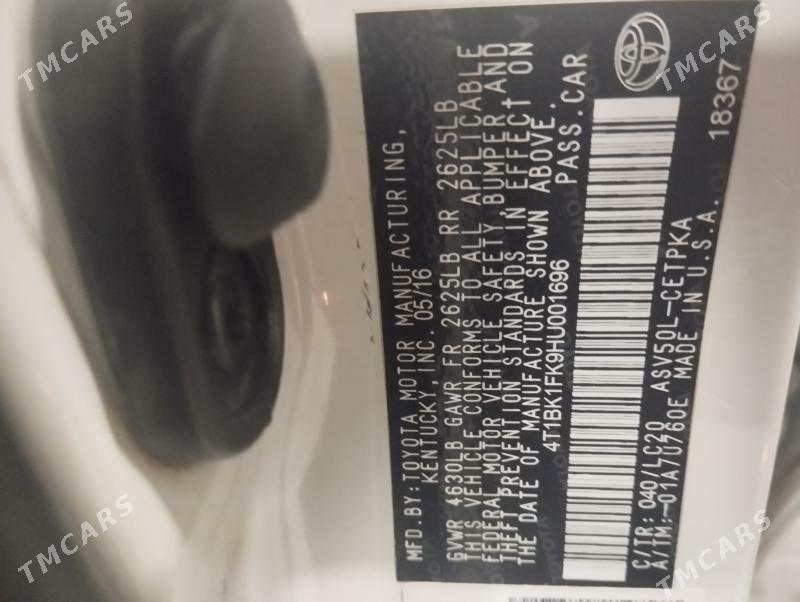 MFD.BY:TOYOTA MOTOR MANUFACTURING,
KENTUCKY, INC. 05/16
GVWR 4630LB GAWR FR 2625LB RR 2625LB
THIS VEHICLE CONFORMS TO ALL APPLICABLE
FEDERAL MOTOR VEHICLE SAFETY, BUMPER, AND
THEFT PREVENTION STANDARDS IN EFFECT ON
THE DATE OF MANUFACTURE SHOWN ABOVE.
4T1BK1FK9HU001696 PASS.CAR
C/TR: 040/LC20 ASV50L-CETPKA
A/TM:-01A/U760E MADE IN U.S.A. 18367
TMCARS
TMCARS
TMCARS
TMCARS